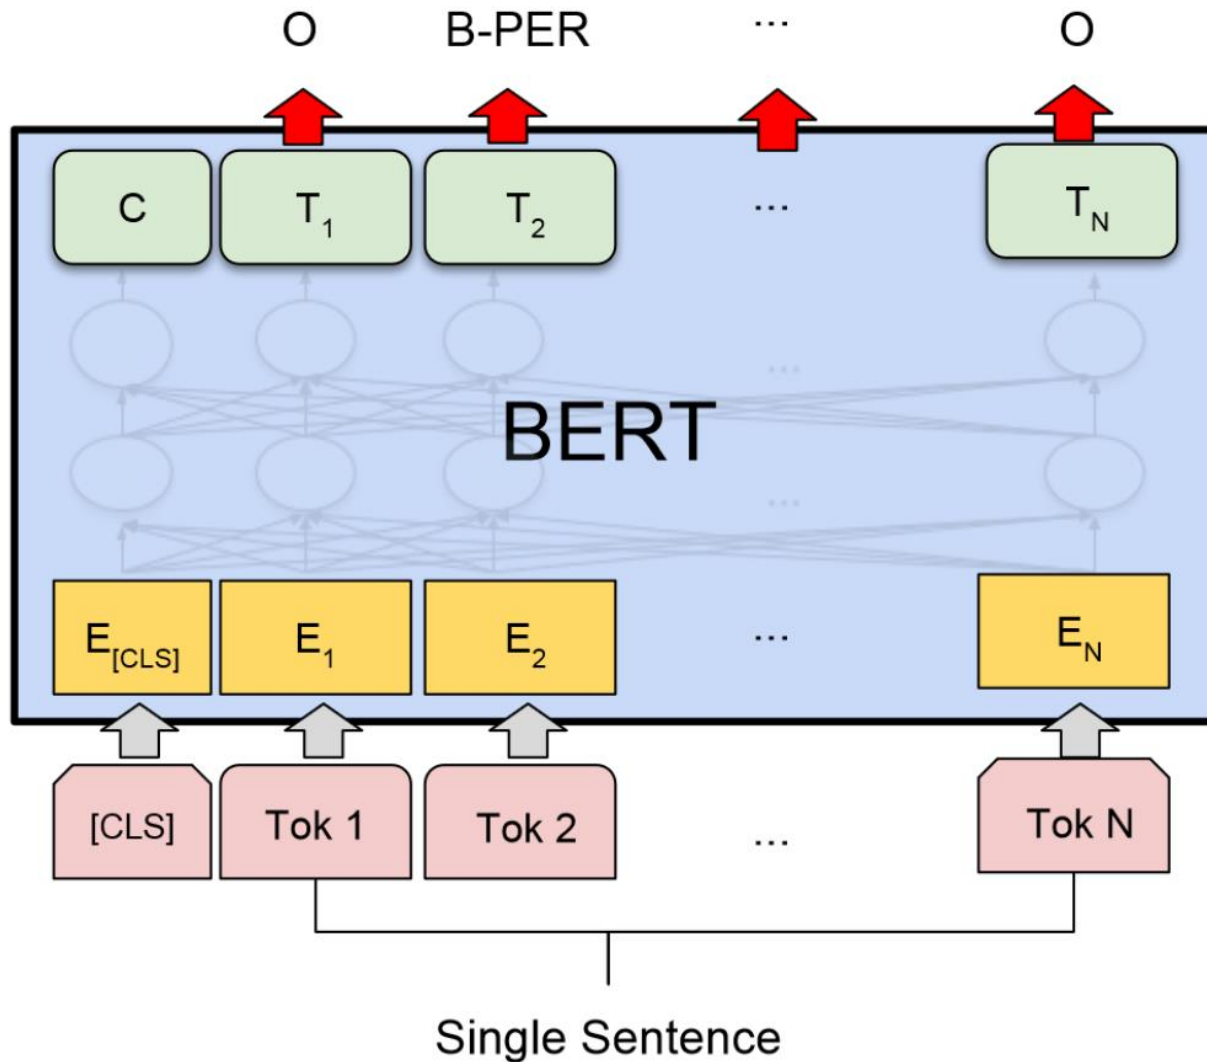 O B-PER ... O
C T1 T2 ... TN
...
BERT
...
E[CLS] E1 E2 ... EN
[CLS] Tok 1 Tok 2 ... Tok N
Single Sentence